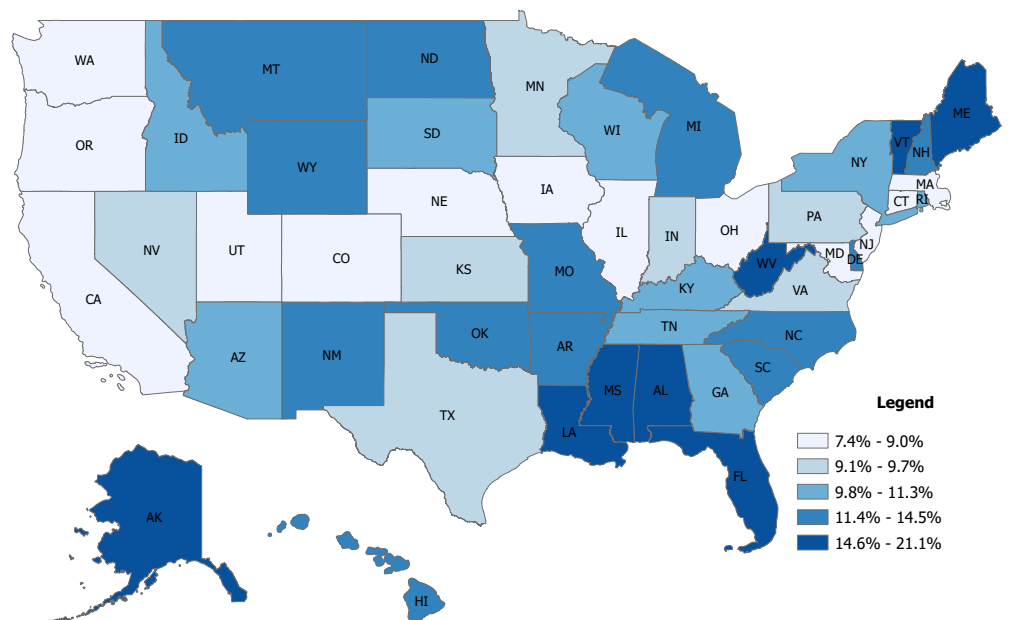 WA
MT
ND
MN
ID
SD
WI
MI
ME
VT
NH
OR
WY
NY
MA
CT
RI
NE
IA
IL
IN
OH
PA
NJ
NV
UT
CO
KS
MO
KY
WV
MD
DE
VA
CA
AZ
NM
OK
AR
TN
NC
SC
TX
LA
MS
AL
GA
FL
AK
HI
Legend
7.4% - 9.0%
9.1% - 9.7%
9.8% - 11.3%
11.4% - 14.5%
14.6% - 21.1%